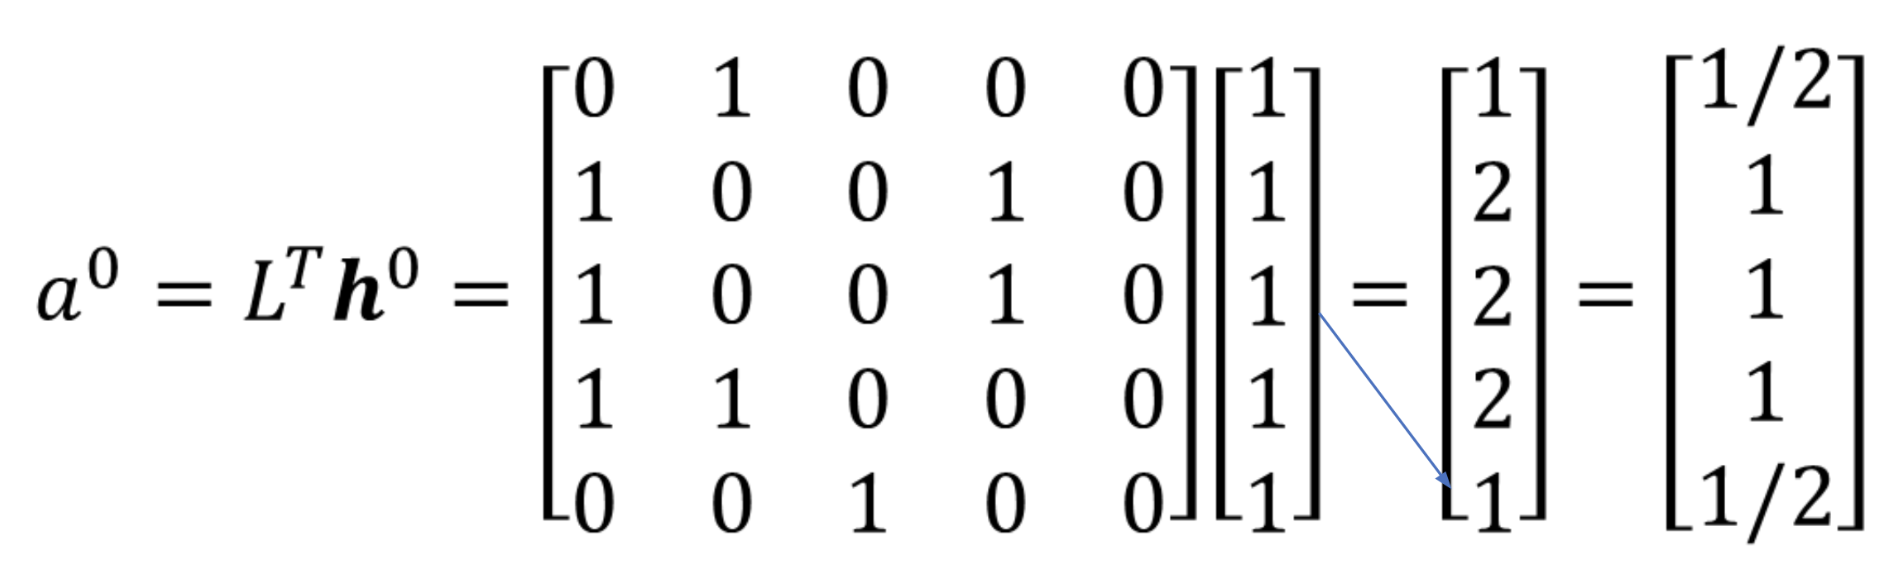 0 1 0 0 0 1 1 1/2
1 0 0 1 0 1 2 1
a⁰ = Lᵀ h⁰ = 1 0 0 1 0 1 = 2 = 1
1 1 0 0 0 1 2 1
0 0 1 0 0 1 1 1/2